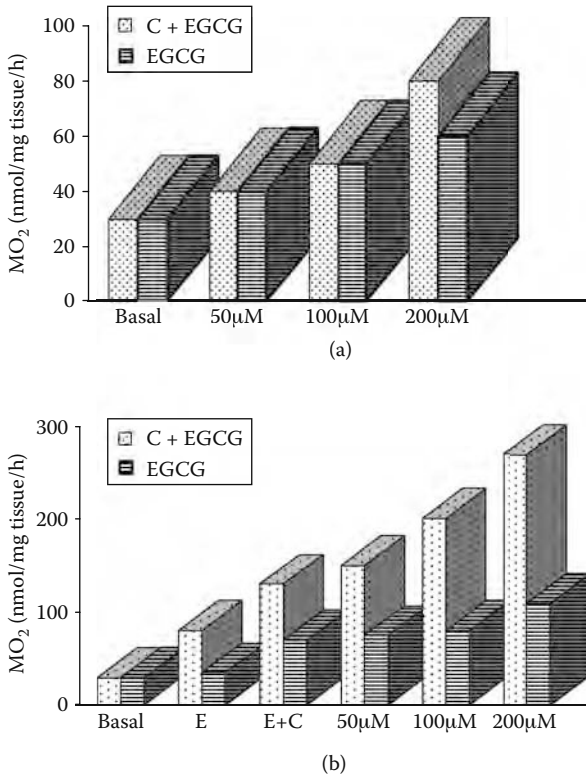 100
80
60
40
20
0
MO₂ (nmol/mg tissue/h)
C + EGCG
EGCG
Basal 50µM 100µM 200µM
(a)
300
200
100
0
MO₂ (nmol/mg tissue/h)
C + EGCG
EGCG
Basal E E+C 50µM 100µM 200µM
(b)